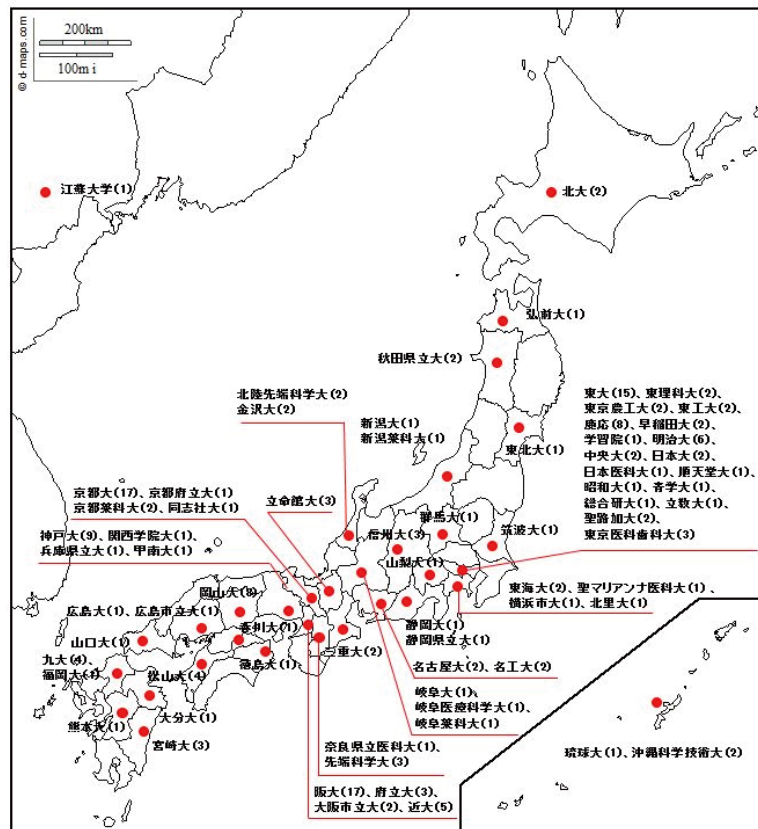 200km
100m i
© d-maps.com
江蘇大学(1)
北大(2)
弘前大(1)
秋田県立大(2)
北陸先端科学大(2)
金沢大(2)
新潟大(1)
新潟薬科大(1)
東北大(1)
東大(15)、東理科大(2)、
東京農工大(2)、東工大(2)、
慶応(8)、早稲田大(2)、
学習院(1)、明治大(6)、
中央大(2)、日本大(2)、
日本医科大(1)、順天堂大(1)、
昭和大(1)、青学大(1)、
総合研大(1)、立教大(1)、
聖路加大(2)、
東京医科歯科大(3)
京都大(17)、京都府立大(1)
京都薬科大(2)、同志社大(1)
立命館大(3)
群馬大(1)
信州大(3)
筑波大(1)
神戸大(9)、関西学院大(1)、
兵庫県立大(1)、甲南大(1)
山梨大(1)
岡山大(8)
東海大(2)、聖マリアンナ医科大(1)、
横浜市大(1)、北里大(1)
広島大(1)、広島市立大(1)
香川大(1)
静岡大(1)
静岡県立大(1)
山口大(1)
三重大(2)
九大(4)、
福岡大(1)
松山大(4)
徳島大(1)
名古屋大(2)、名工大(2)
岐阜大(1)、
岐阜医療科学大(1)、
岐阜薬科大(1)
熊本大(1)
大分大(1)
宮崎大(3)
奈良県立医科大(1)、
先端科学大(3)
琉球大(1)、沖縄科学技術大(2)
阪大(17)、府立大(3)、
大阪市立大(2)、近大(5)